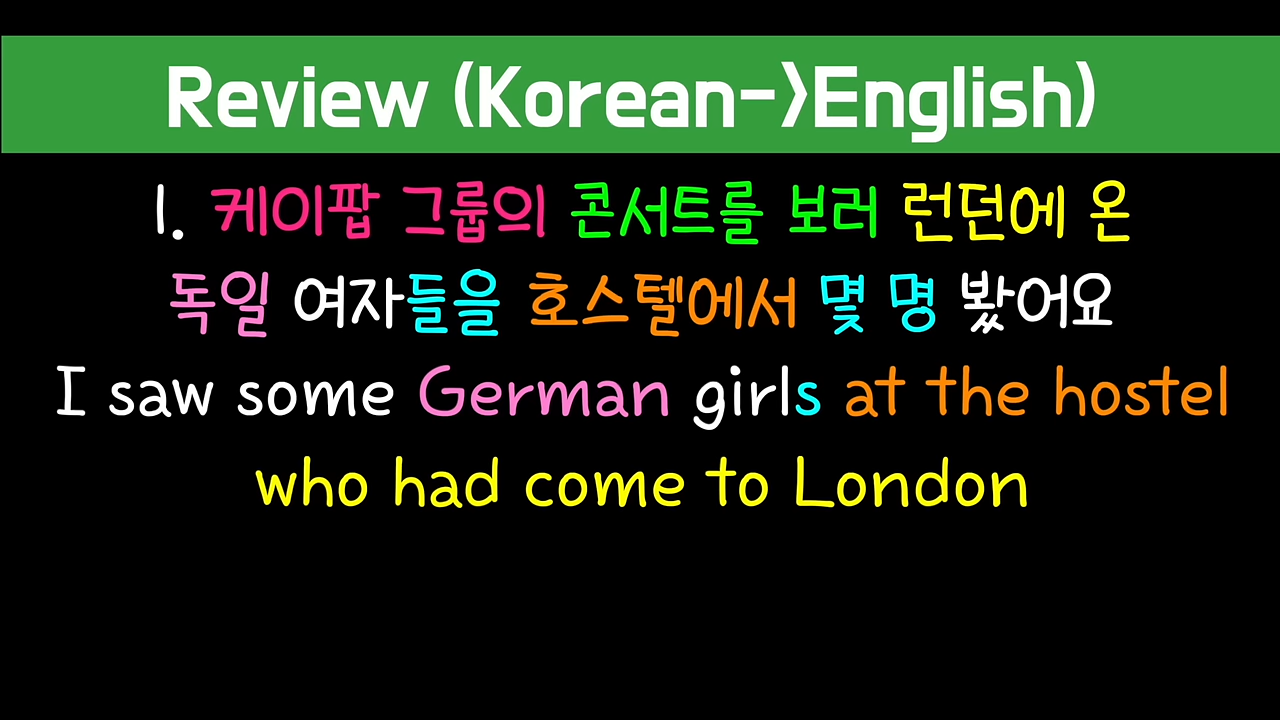 Review (Korean->English)
1. 케이팝 그룹의 콘서트를 보러 런던에 온
독일 여자들을 호스텔에서 몇 명 봤어요
I saw some German girls at the hostel
who had come to London